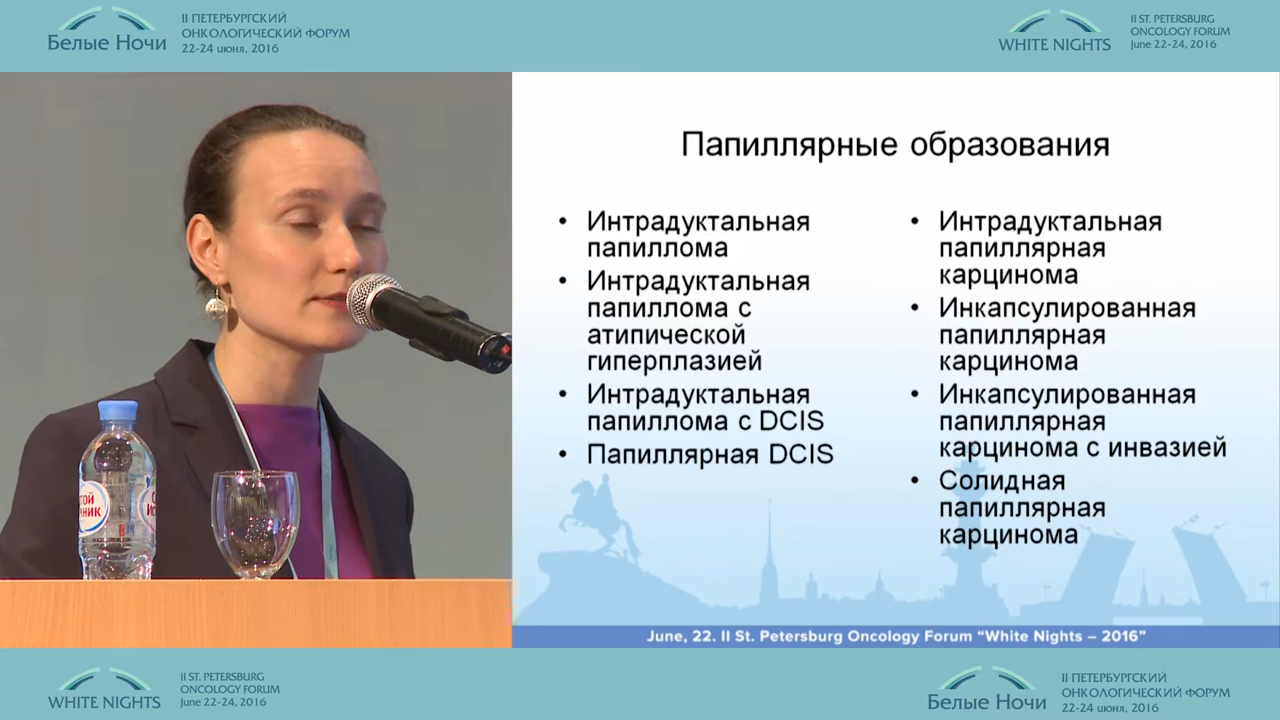 Белые Ночи
II ПЕТЕРБУРГСКИЙ
ОНКОЛОГИЧЕСКИЙ ФОРУМ
22-24 июня, 2016
WHITE NIGHTS
II ST. PETERSBURG
ONCOLOGY FORUM
June 22-24, 2016
Папиллярные образования
• Интрадуктальная
папиллома
• Интрадуктальная
папиллома с
атипической
гиперплазией
• Интрадуктальная
папиллома с DCIS
• Папиллярная DCIS
• Интрадуктальная
папиллярная
карцинома
• Инкапсулированная
папиллярная
карцинома
• Инкапсулированная
папиллярная
карцинома с инвазией
• Солидная
папиллярная
карцинома
June, 22. II St. Petersburg Oncology Forum "White Nights – 2016"
WHITE NIGHTS
II ST. PETERSBURG
ONCOLOGY FORUM
June 22-24, 2016
Белые Ночи
II ПЕТЕРБУРГСКИЙ
ОНКОЛОГИЧЕСКИЙ ФОРУМ
22-24 июня, 2016